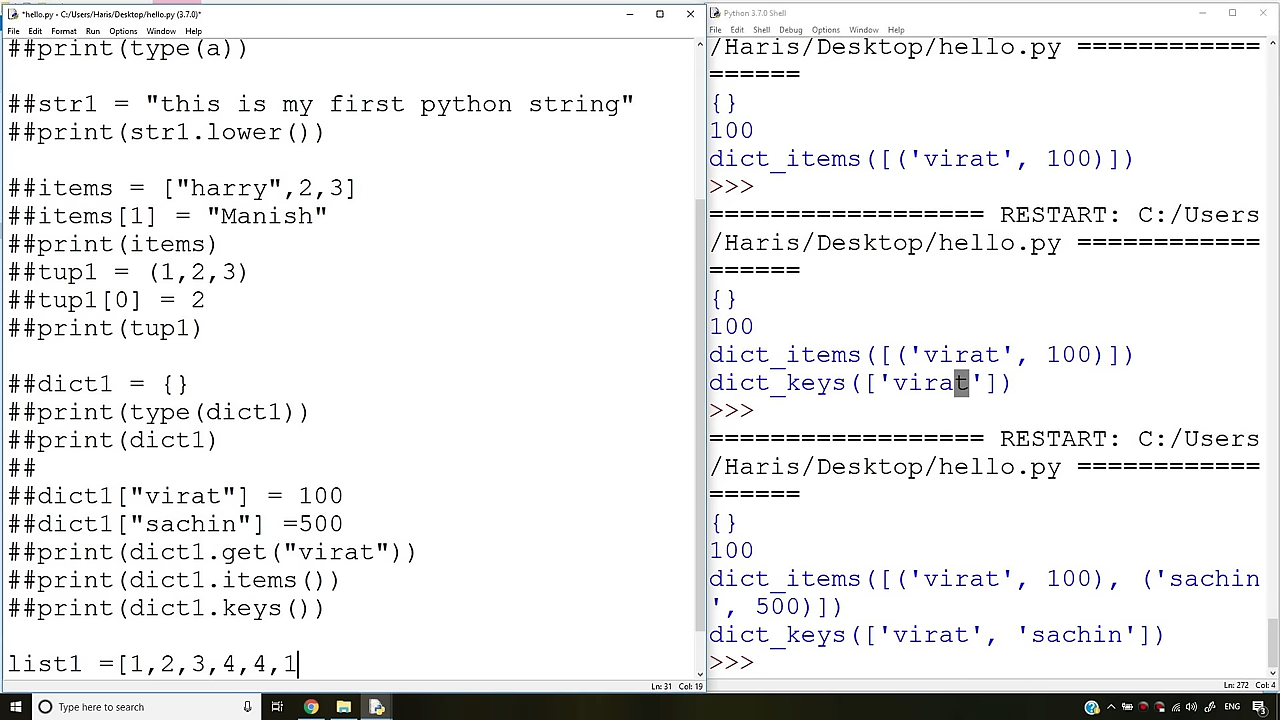 *hello.py - C:/Users/Haris/Desktop/hello.py (3.7.0)*
File Edit Format Run Options Window Help
##print(type(a))
##str1 = "this is my first python string"
##print(str1.lower())
##items = ["harry",2,3]
##items[1] = "Manish"
##print(items)
##tup1 = (1,2,3)
##tup1[0] = 2
##print(tup1)
##dict1 = {}
##print(type(dict1))
##print(dict1)
##
##dict1["virat"] = 100
##dict1["sachin"] =500
##print(dict1.get("virat"))
##print(dict1.items())
##print(dict1.keys())
list1 =[1,2,3,4,4,1
Ln: 31 Col: 19
Python 3.7.0 Shell
File Edit Shell Debug Options Window Help
/Haris/Desktop/hello.py ============
======
{}
100
dict_items([('virat', 100)])
>>>
================== RESTART: C:/Users
/Haris/Desktop/hello.py ============
======
{}
100
dict_items([('virat', 100)])
dict_keys(['virat'])
>>>
================== RESTART: C:/Users
/Haris/Desktop/hello.py ============
======
{}
100
dict_items([('virat', 100), ('sachin
', 500)])
dict_keys(['virat', 'sachin'])
>>>
Ln: 272 Col: 4
Type here to search
ENG